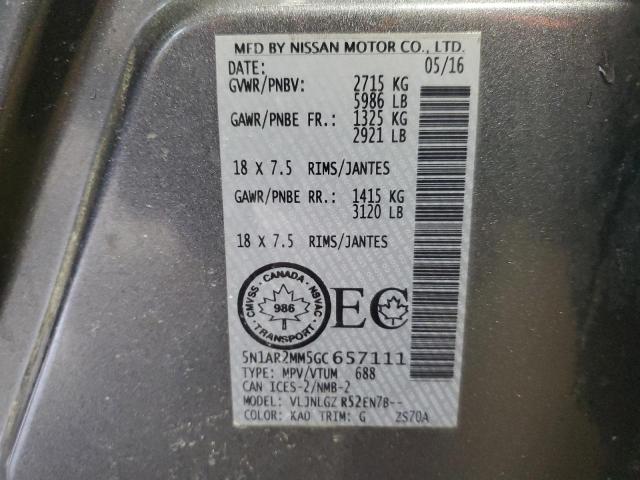 MFD BY NISSAN MOTOR CO., LTD.
DATE: 05/16
GVWR/PNBV: 2715 KG
5986 LB
GAWR/PNBE FR.: 1325 KG
2921 LB
18 X 7.5 RIMS/JANTES
GAWR/PNBE RR.: 1415 KG
3120 LB
18 X 7.5 RIMS/JANTES
CANADA
CMVSS NSVAC
986
TRANSPORT
EC
5N1AR2MM5GC657111
TYPE: MPV/VTUM 688
CAN ICES-2/NMB-2
MODEL: VLJNLGZ R52EN7B--
COLOR: KAD TRIM: G ZS70A